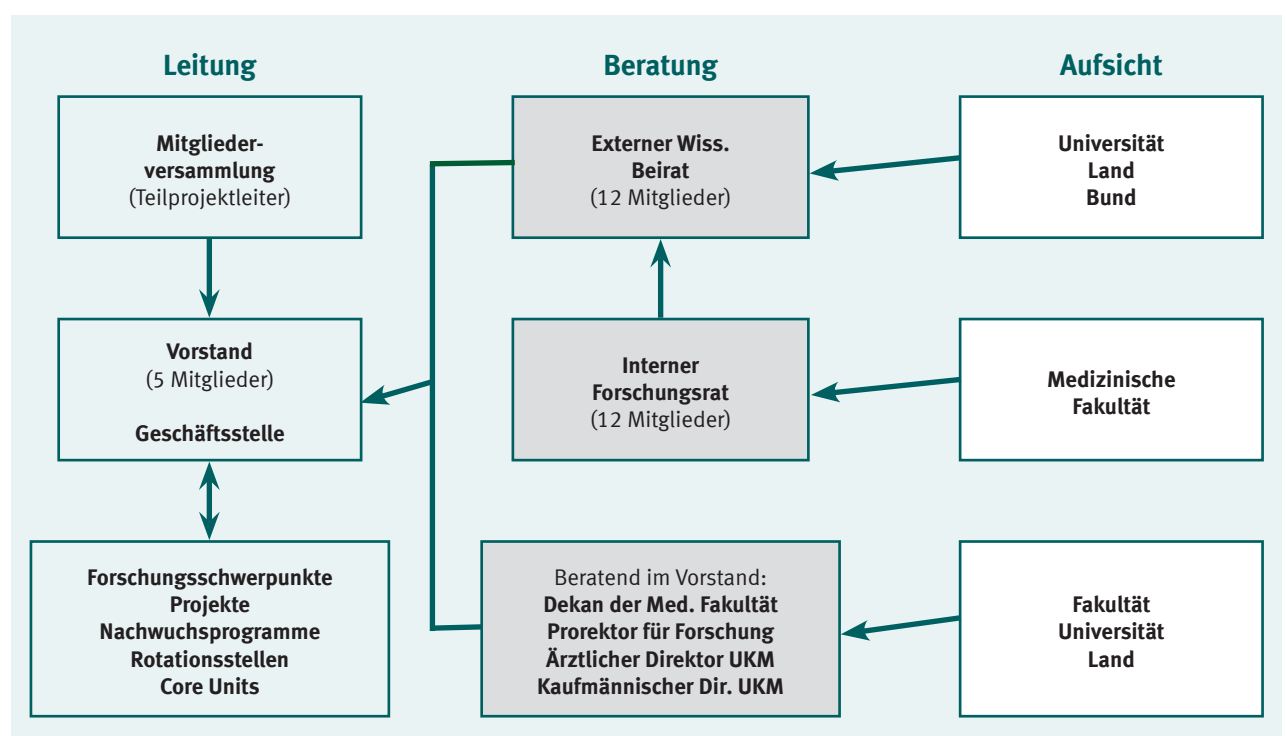 Leitung
Mitglieder-
versammlung
(Teilprojektleiter)
Vorstand
(5 Mitglieder)
Geschäftsstelle
Forschungsschwerpunkte
Projekte
Nachwuchsprogramme
Rotationsstellen
Core Units
Beratung
Externer Wiss.
Beirat
(12 Mitglieder)
Interner
Forschungsrat
(12 Mitglieder)
Beratend im Vorstand:
Dekan der Med. Fakultät
Prorektor für Forschung
Ärztlicher Direktor UKM
Kaufmännischer Dir. UKM
Aufsicht
Universität
Land
Bund
Medizinische
Fakultät
Fakultät
Universität
Land